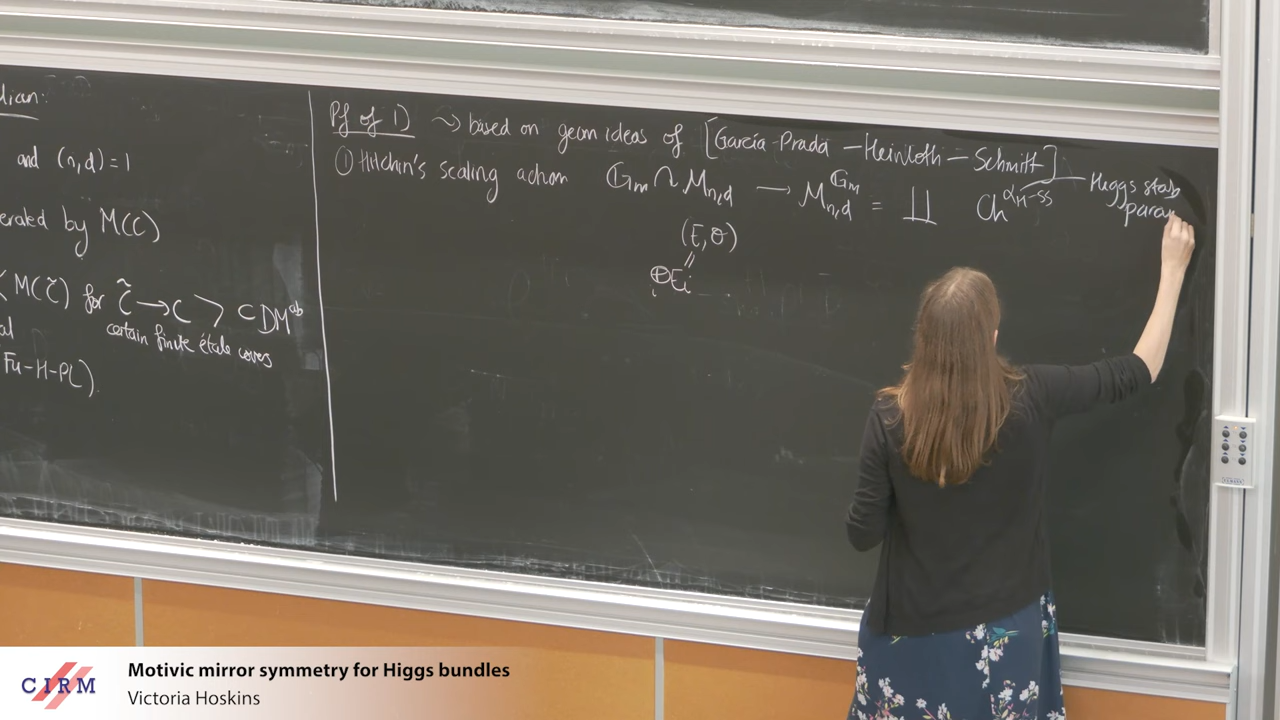 lian:
and (n,d)=1
erated by M(C)
< M(C̃) for C̃ → C > ⊂ DM^ab
certain finite étale covers
al
Fu-H-PL).
Pf of 1) ⇝ based on geom ideas of [García-Prada – Heinloth – Schmitt]
① Hitchin's scaling action 𝔾m ↷ M_{n,d} → M_{n,d}^{𝔾m} = ∐ Ch^{α_H-ss}
Higgs stab
param
(E,θ)
=
⊕Ei
i
CIRM
Motivic mirror symmetry for Higgs bundles
Victoria Hoskins